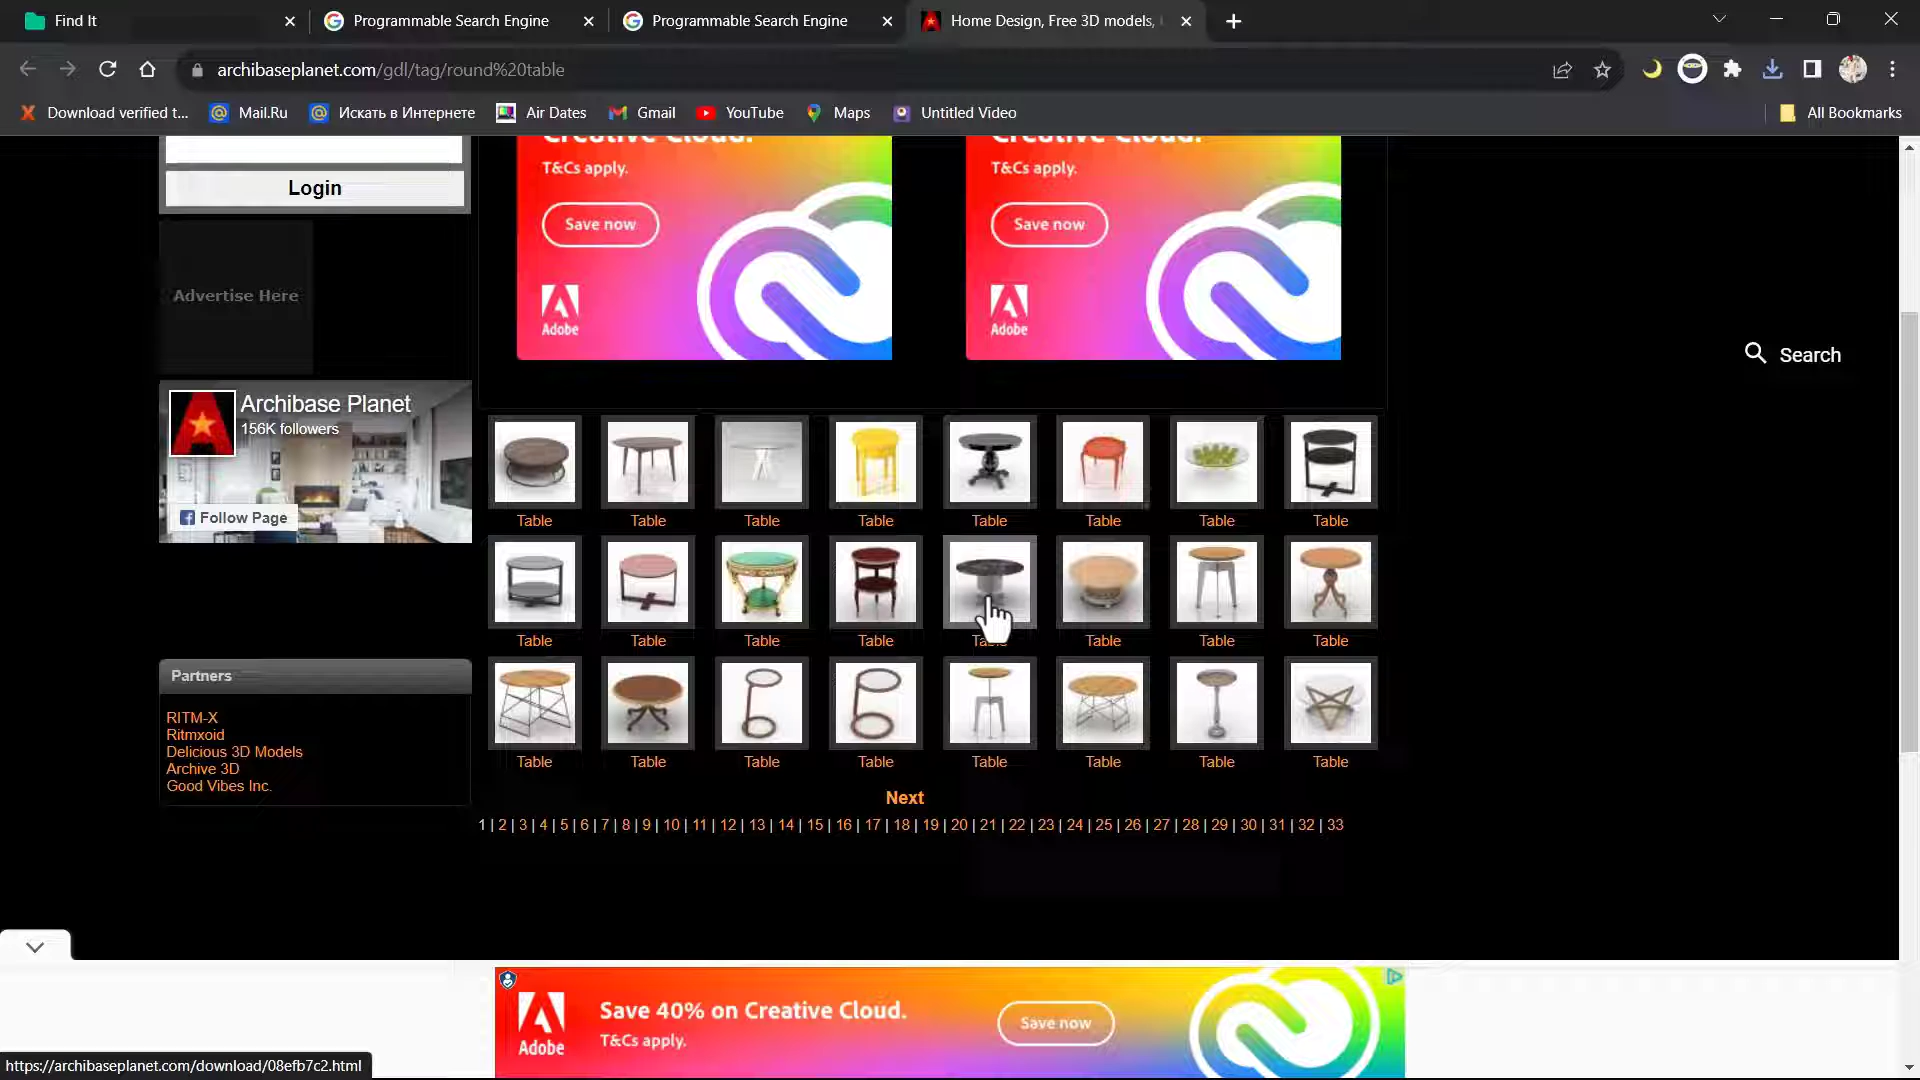 Find It
Programmable Search Engine
Programmable Search Engine
Home Design, Free 3D models,
archibaseplanet.com/gdl/tag/round%20table
Download verified t...
Mail.Ru
Искать в Интернете
Air Dates
Gmail
YouTube
Maps
Untitled Video
All Bookmarks
Creative Cloud.
T&Cs apply.
Save now
Adobe
Creative Cloud.
T&Cs apply.
Save now
Adobe
Login
Advertise Here
Archibase Planet
156K followers
Follow Page
Search
Table Table Table Table Table Table Table Table
Table Table Table Table Table Table Table Table
Table Table Table Table Table Table Table Table
Partners
RITM-X
Ritmxoid
Delicious 3D Models
Archive 3D
Good Vibes Inc.
Next
1 | 2 | 3 | 4 | 5 | 6 | 7 | 8 | 9 | 10 | 11 | 12 | 13 | 14 | 15 | 16 | 17 | 18 | 19 | 20 | 21 | 22 | 23 | 24 | 25 | 26 | 27 | 28 | 29 | 30 | 31 | 32 | 33
Adobe
Save 40% on Creative Cloud.
T&Cs apply.
Save now
https://archibaseplanet.com/download/08efb7c2.html